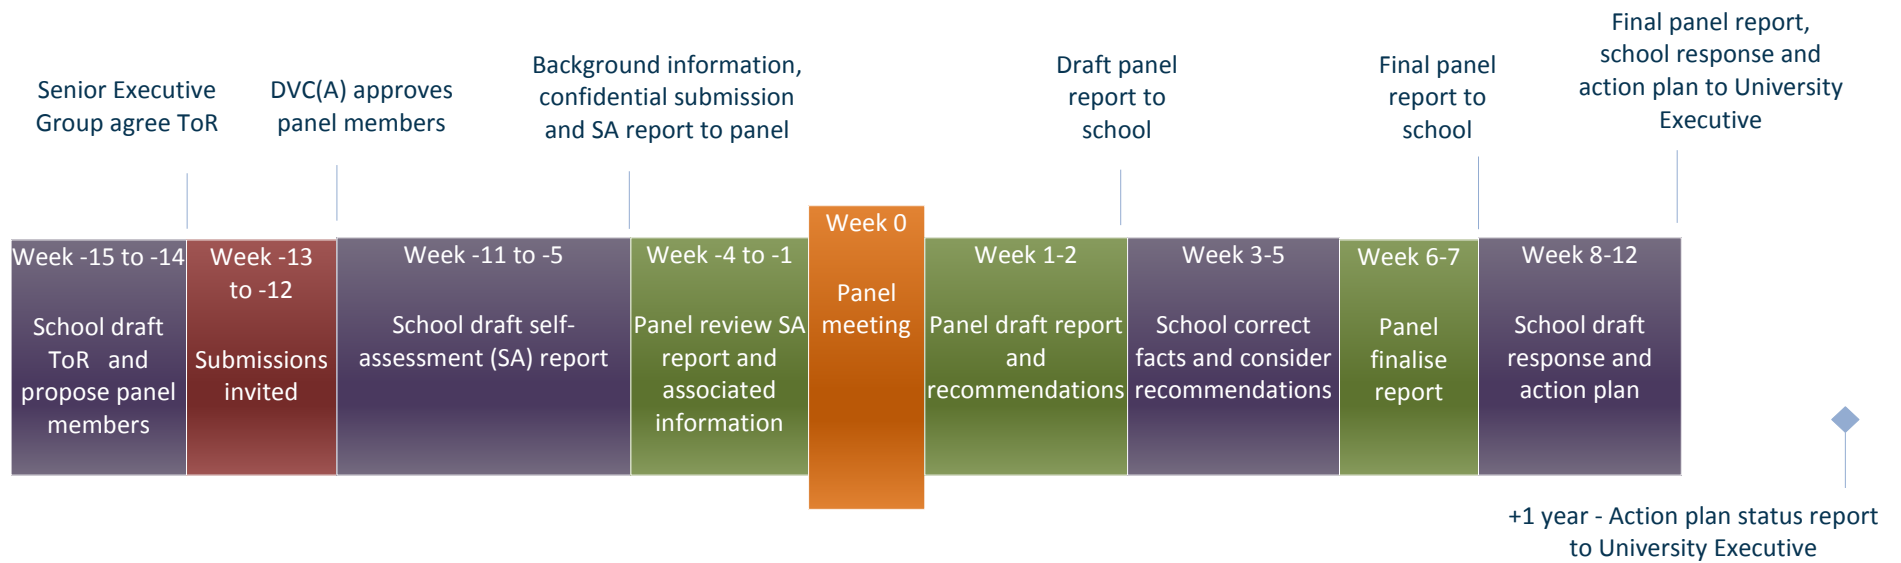 Senior Executive
Group agree ToR
DVC(A) approves
panel members
Background information,
confidential submission
and SA report to panel
Draft panel
report to
school
Final panel
report to
school
Final panel report,
school response and
action plan to University
Executive
Week -15 to -14
School draft
ToR and
propose panel
members
Week -13
to -12
Submissions
invited
Week -11 to -5
School draft self-
assessment (SA) report
Week -4 to -1
Panel review SA
report and
associated
information
Week 0
Panel
meeting
Week 1-2
Panel draft report
and
recommendations
Week 3-5
School correct
facts and consider
recommendations
Week 6-7
Panel
finalise
report
Week 8-12
School draft
response and
action plan
+1 year - Action plan status report
to University Executive